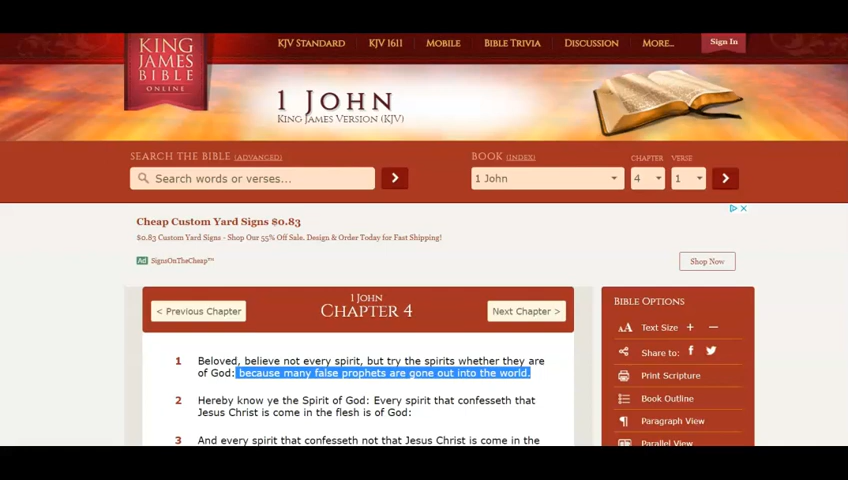 KING
JAMES
BIBLE
ONLINE
KJV STANDARD KJV 1611 MOBILE BIBLE TRIVIA DISCUSSION MORE... Sign In
1 JOHN
KING JAMES VERSION (KJV)
SEARCH THE BIBLE (ADVANCED)
Search words or verses...
BOOK (INDEX) CHAPTER VERSE
1 John 4 1
Cheap Custom Yard Signs $0.83
$0.83 Custom Yard Signs - Shop Our 55% Off Sale. Design & Order Today for Fast Shipping!
Ad SignsOnTheCheap™
Shop Now
< Previous Chapter
1 JOHN
CHAPTER 4
Next Chapter >
1 Beloved, believe not every spirit, but try the spirits whether they are
of God: because many false prophets are gone out into the world.
2 Hereby know ye the Spirit of God: Every spirit that confesseth that
Jesus Christ is come in the flesh is of God:
3 And every spirit that confesseth not that Jesus Christ is come in the
BIBLE OPTIONS
AA Text Size + −
Share to:
Print Scripture
Book Outline
Paragraph View
Parallel View